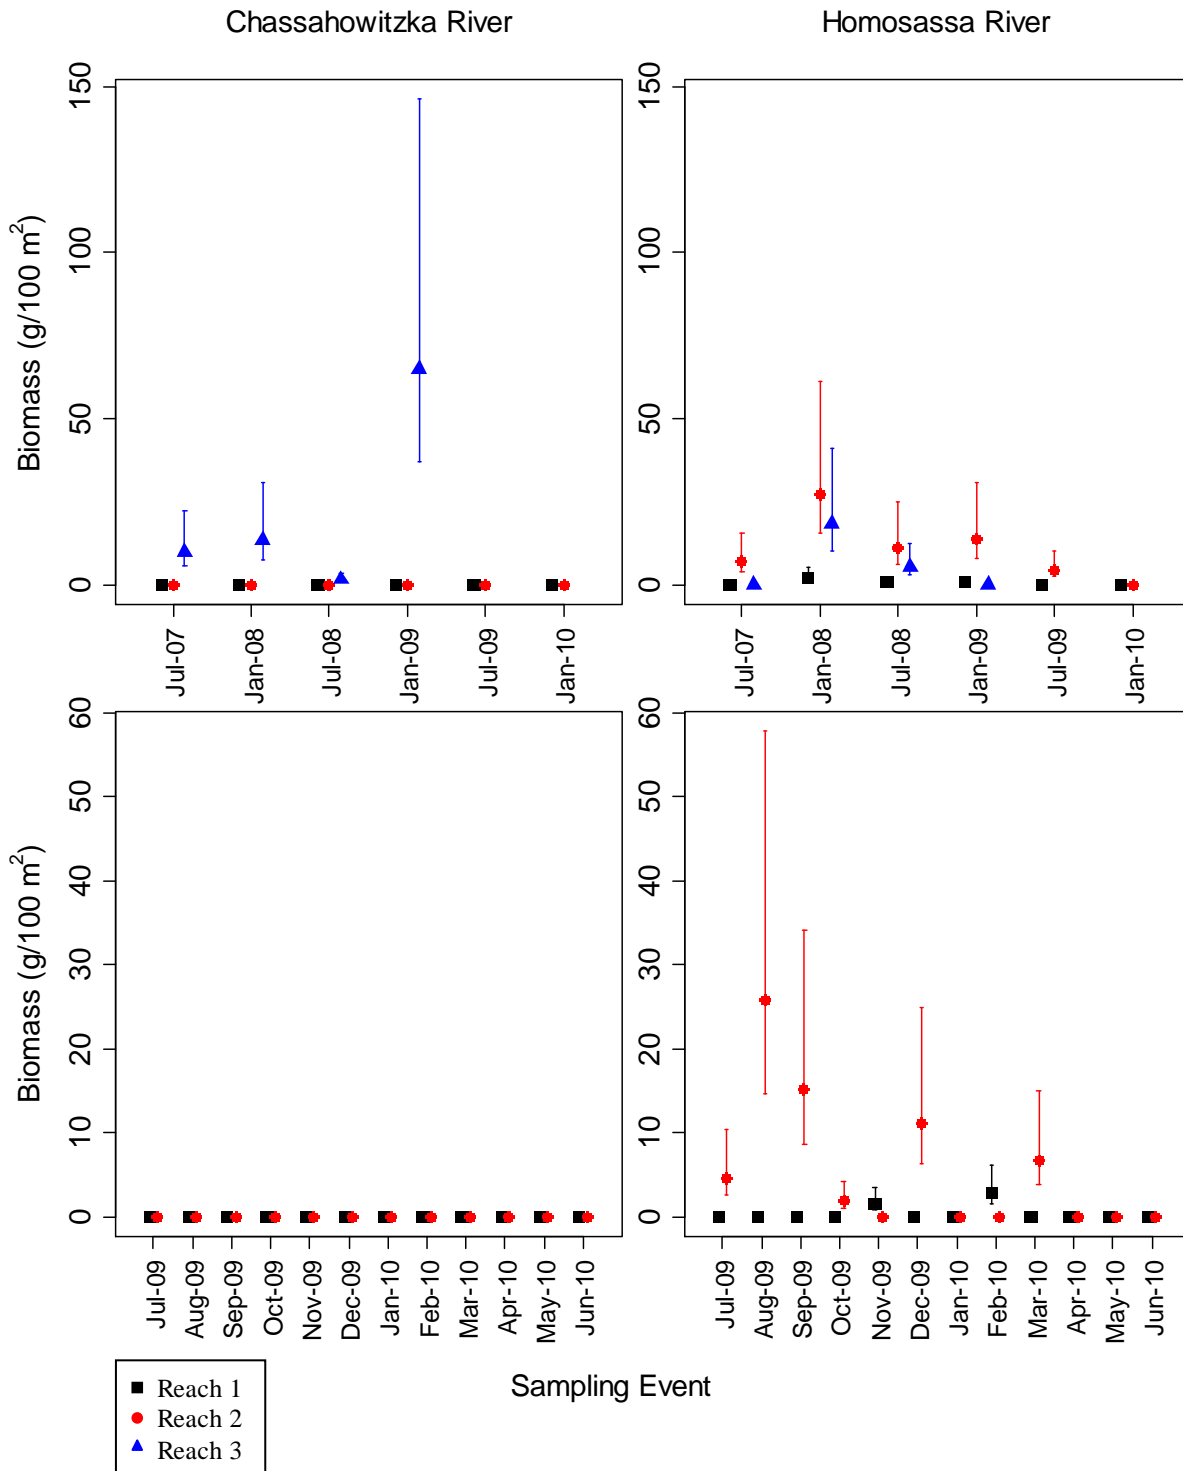 Chassahowitzka River
Homosassa River
Biomass (g/100 m²)
150
100
50
0
150
100
50
0
Jul-07
Jan-08
Jul-08
Jan-09
Jul-09
Jan-10
Jul-07
Jan-08
Jul-08
Jan-09
Jul-09
Jan-10
Biomass (g/100 m²)
60
50
40
30
20
10
0
60
50
40
30
20
10
0
Jul-09
Aug-09
Sep-09
Oct-09
Nov-09
Dec-09
Jan-10
Feb-10
Mar-10
Apr-10
May-10
Jun-10
Jul-09
Aug-09
Sep-09
Oct-09
Nov-09
Dec-09
Jan-10
Feb-10
Mar-10
Apr-10
May-10
Jun-10
Sampling Event
Reach 1
Reach 2
Reach 3